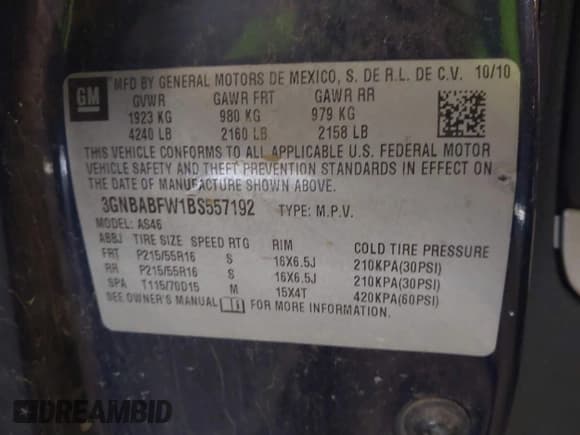 GM
MFD BY GENERAL MOTORS DE MEXICO, S. DE R.L. DE C.V. 10/10
GVWR GAWR FRT GAWR RR
1923 KG 980 KG 979 KG
4240 LB 2160 LB 2158 LB
THIS VEHICLE CONFORMS TO ALL APPLICABLE U.S. FEDERAL MOTOR
VEHICLE SAFETY AND THEFT PREVENTION STANDARDS IN EFFECT ON
THE DATE OF MANUFACTURE SHOWN ABOVE.
3GNBABFW1BS557192 TYPE: M.P.V.
MODEL: AS46
ABBJ TIRE SIZE SPEED RTG RIM COLD TIRE PRESSURE
FRT P215/55R16 S 16X6.5J 210KPA(30PSI)
RR P215/55R16 S 16X6.5J 210KPA(30PSI)
SPA T115/70D15 M 15X4T 420KPA(60PSI)
SEE OWNER'S MANUAL FOR MORE INFORMATION.
DREAMBID